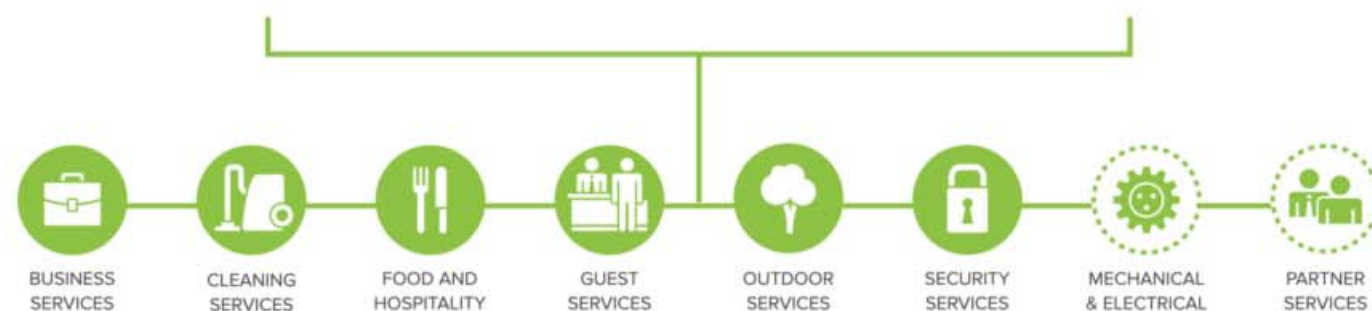 BUSINESS
SERVICES
CLEANING
SERVICES
FOOD AND
HOSPITALITY
GUEST
SERVICES
OUTDOOR
SERVICES
SECURITY
SERVICES
MECHANICAL
& ELECTRICAL
PARTNER
SERVICES